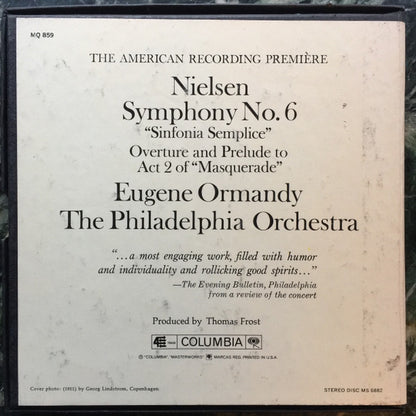 MQ 859
THE AMERICAN RECORDING PREMIÈRE
Nielsen
Symphony No. 6
“Sinfonia Semplice”
Overture and Prelude to
Act 2 of “Masquerade”
Eugene Ormandy
The Philadelphia Orchestra
“...a most engaging work, filled with humor
and individuality and rollicking good spirits...”
—The Evening Bulletin, Philadelphia
from a review of the concert
Produced by Thomas Frost
COLUMBIA
® "COLUMBIA", "MASTERWORKS", MARCAS REG. PRINTED IN U.S.A.
Cover photo: (1931) by Georg Lindstrom, Copenhagen.
STEREO DISC MS 6882